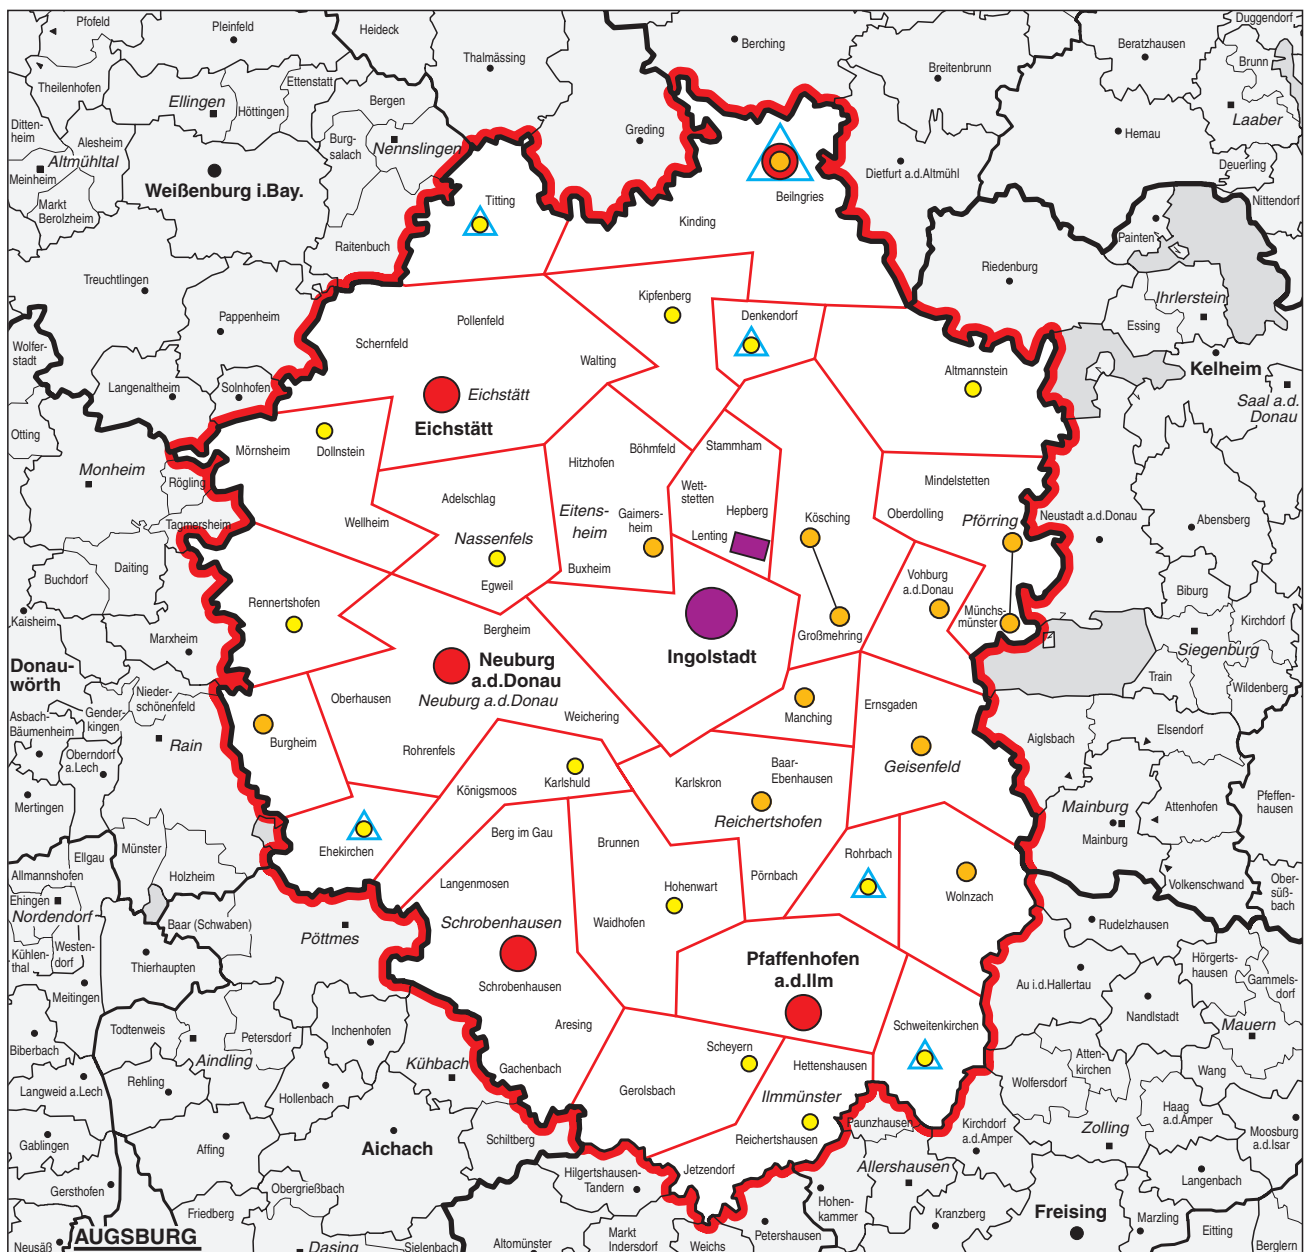 Pfofeld
Pleinfeld
Heideck
Thalmässing
Berching
Beratzhausen
Duggendorf
Brunn
Theilenhofen
Ellingen
Ettenstatt
Höttingen
Bergen
Breitenbrunn
Laaber
Ditten-
heim
Alesheim
Altmühltal
Meinheim
Markt
Berolzheim
Burg-
salach
Nennslingen
Greding
Hemau
Deuerling
Weißenburg i.Bay.
Titting
Beilngries
Dietfurt a.d.Altmühl
Nittendorf
Raitenbuch
Kinding
Painten
Riedenburg
Treuchtlingen
Ihrlerstein
Essing
Pappenheim
Pollenfeld
Kipfenberg
Denkendorf
Schernfeld
Walting
Wolfer-
stadt
Langenaltheim
Solnhofen
Altmannstein
Kelheim
Eichstätt
Eichstätt
Saal a.d.
Donau
Otting
Mörnsheim
Dollnstein
Stammham
Böhmfeld
Hitzhofen
Monheim
Rögling
Mindelstetten
Wett-
stetten
Adelschlag
Wellheim
Eitens-
heim
Gaimers-
heim
Hepberg
Kösching
Oberdolling
Pförring
Neustadt a.d.Donau
Abensberg
Tagmersheim
Nassenfels
Lenting
Egweil
Buxheim
Daiting
Buchdorf
Vohburg
a.d.Donau
Münchs-
münster
Biburg
Kaisheim
Rennertshofen
Kirchdorf
Marxheim
Bergheim
Großmehring
Ingolstadt
Siegenburg
Donau-
wörth
Neuburg
a.d.Donau
Neuburg a.d.Donau
Train
Wildenberg
Nieder-
schönenfeld
Oberhausen
Weichering
Manching
Ernsgaden
Asbach-
Bäumenheim
Gender-
kingen
Rain
Burgheim
Rohrenfels
Elsendorf
Aiglsbach
Oberndorf
a.Lech
Geisenfeld
Königsmoos
Karlshuld
Karlskron
Baar-
Ebenhausen
Reichertshofen
Mertingen
Mainburg
Mainburg
Attenhofen
Pfeffen-
hausen
Ehekirchen
Berg im Gau
Brunnen
Rohrbach
Münster
Ellgau
Allmannshofen
Holzheim
Ehingen
Nordendorf
Langenmosen
Hohenwart
Pörnbach
Wolnzach
Volkenschwand
Ober-
süß-
bach
Baar (Schwaben)
Pöttmes
Schrobenhausen
Waidhofen
Rudelzhausen
Kühlen-
thal
Westen-
dorf
Thierhaupten
Schrobenhausen
Pfaffenhofen
a.d.Ilm
Hörgerts-
hausen
Gammels-
dorf
Au i.d.Hallertau
Meitingen
Aresing
Schweitenkirchen
Nandlstadt
Mauern
Todtenweis
Petersdorf
Inchenhofen
Biberbach
Aindling
Kühbach
Gachenbach
Scheyern
Hettenshausen
Atten-
kirchen
Wang
Wolfersdorf
Langweid a.Lech
Rehling
Hollenbach
Gerolsbach
Ilmmünster
Haag
a.d.Amper
Gablingen
Affing
Aichach
Schiltberg
Reichertshausen
Paunzhausen
Kirchdorf
a.d.Amper
Zolling
Moosburg
a.d.Isar
Hilgertshausen-
Tandern
Jetzendorf
Allershausen
Langenbach
Gersthofen
Obergrießbach
Hohen-
kammer
Kranzberg
Freising
Friedberg
Petershausen
Marzling
AUGSBURG
Neusäß
Dasing
Sielenbach
Altomünster
Markt
Indersdorf
Weichs
Eitting
Berglern